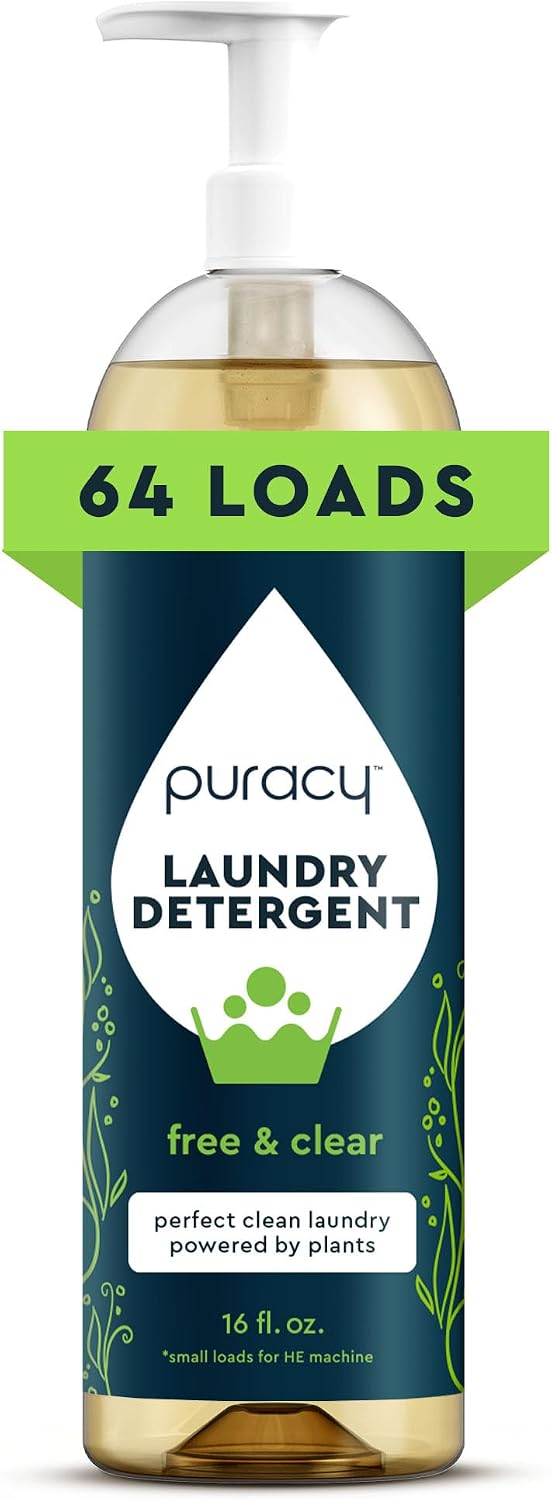 64 LOADS
puracy™
LAUNDRY
DETERGENT
free & clear
perfect clean laundry
powered by plants
16 fl. oz.
*small loads for HE machine